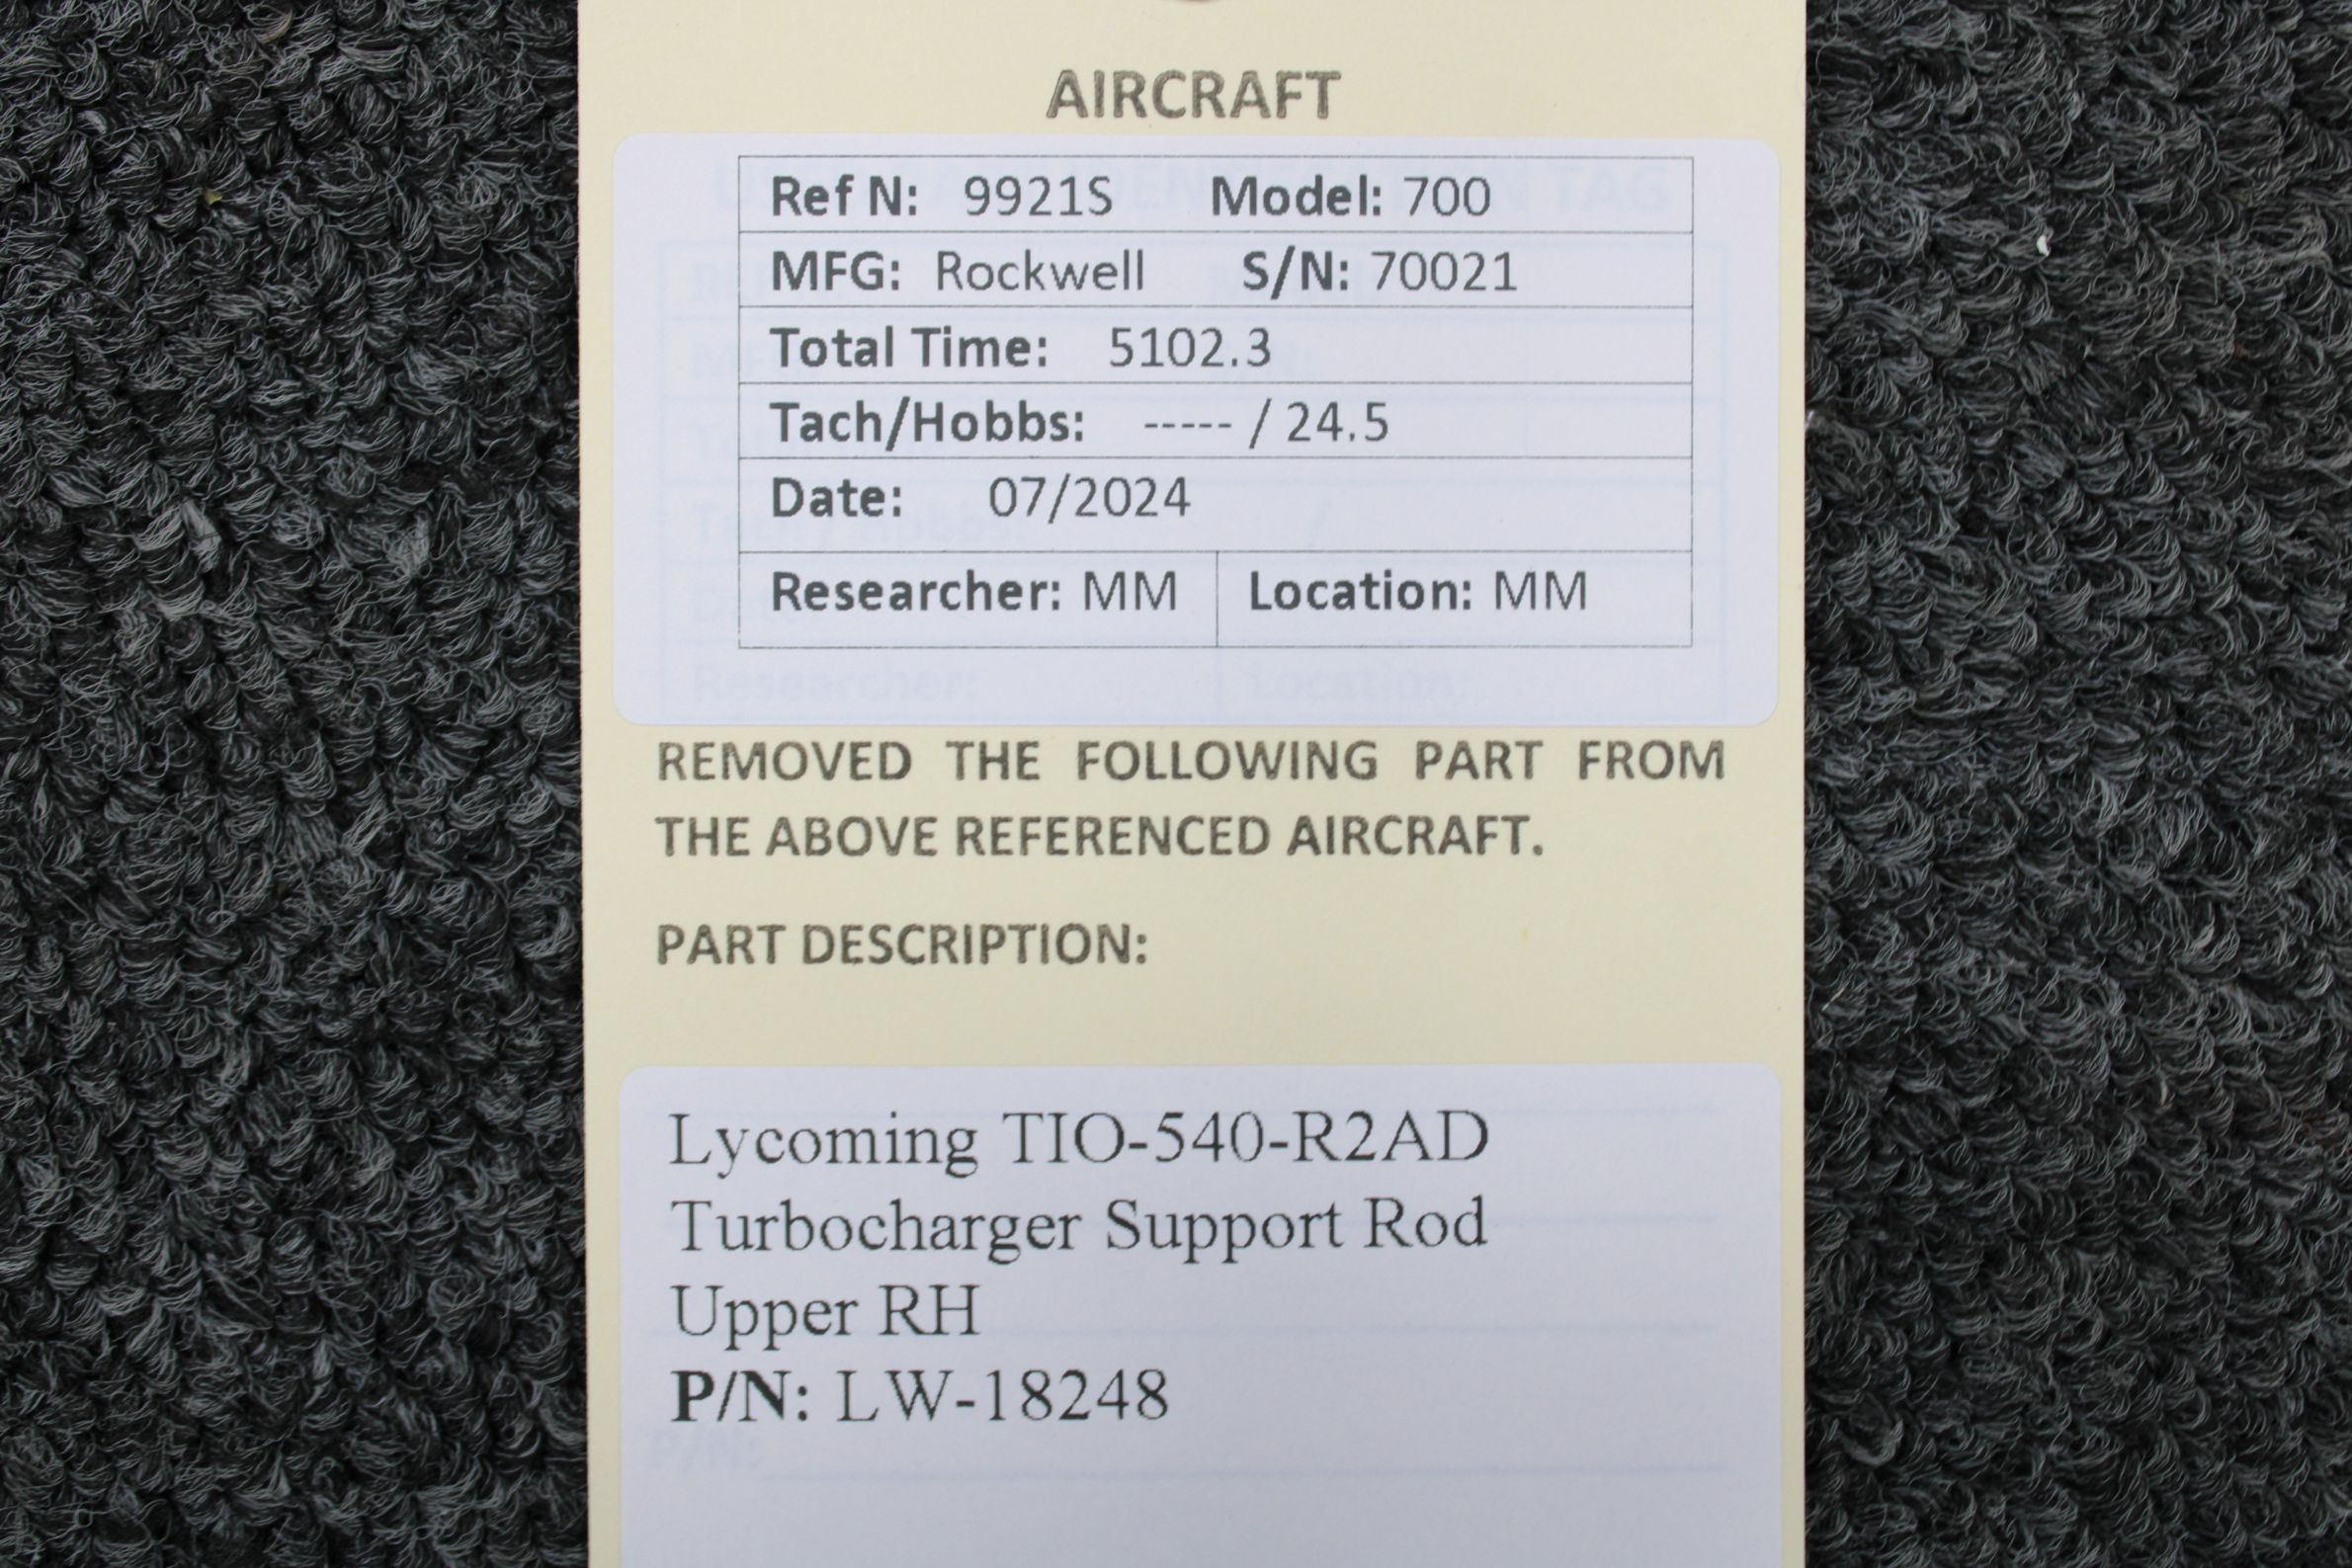 AIRCRAFT
Ref N: 9921S Model: 700
MFG: Rockwell S/N: 70021
Total Time: 5102.3
Tach/Hobbs: ----- / 24.5
Date: 07/2024
Researcher: MM Location: MM
Researcher: Location:
REMOVED THE FOLLOWING PART FROM
THE ABOVE REFERENCED AIRCRAFT.
PART DESCRIPTION:
Lycoming TIO-540-R2AD
Turbocharger Support Rod
Upper RH
P/N: LW-18248
P/N: